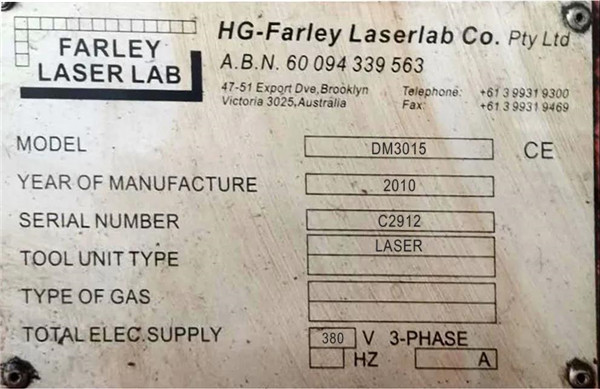 FARLEY
LASER LAB
HG-Farley Laserlab Co. Pty Ltd
A.B.N. 60 094 339 563
47-51 Export Dve, Brooklyn Telephone: +61 3 9931 9300
Victoria 3025, Australia Fax: +61 3 9931 9469
MODEL DM3015 CE
YEAR OF MANUFACTURE 2010
SERIAL NUMBER C2912
TOOL UNIT TYPE LASER
TYPE OF GAS
TOTAL ELEC. SUPPLY 380 V 3-PHASE
HZ A